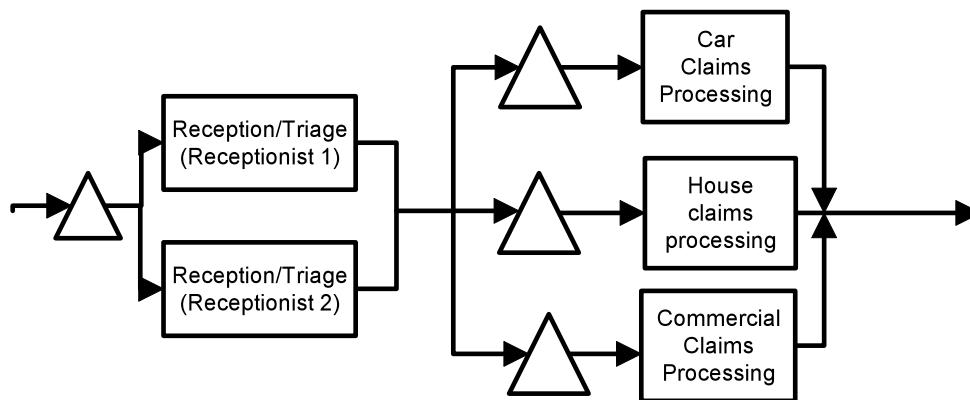 Reception/Triage
(Receptionist 1)
Reception/Triage
(Receptionist 2)
Car
Claims
Processing
House
claims
processing
Commercial
Claims
Processing